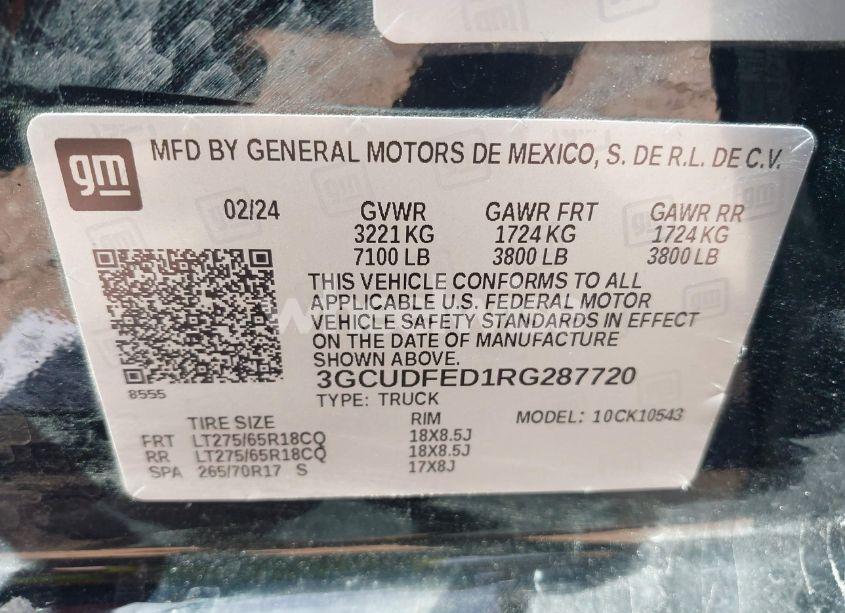 gm
MFD BY GENERAL MOTORS DE MEXICO, S. DE R.L. DE C.V.
02/24 GVWR GAWR FRT GAWR RR
3221 KG 1724 KG 1724 KG
7100 LB 3800 LB 3800 LB
THIS VEHICLE CONFORMS TO ALL
APPLICABLE U.S. FEDERAL MOTOR
VEHICLE SAFETY STANDARDS IN EFFECT
ON THE DATE OF MANUFACTURE
SHOWN ABOVE.
3GCUDFED1RG287720
8555
TYPE: TRUCK
TIRE SIZE RIM MODEL: 10CK10543
FRT LT275/65R18CQ 18X8.5J
RR LT275/65R18CQ 18X8.5J
SPA 265/70R17 S 17X8J